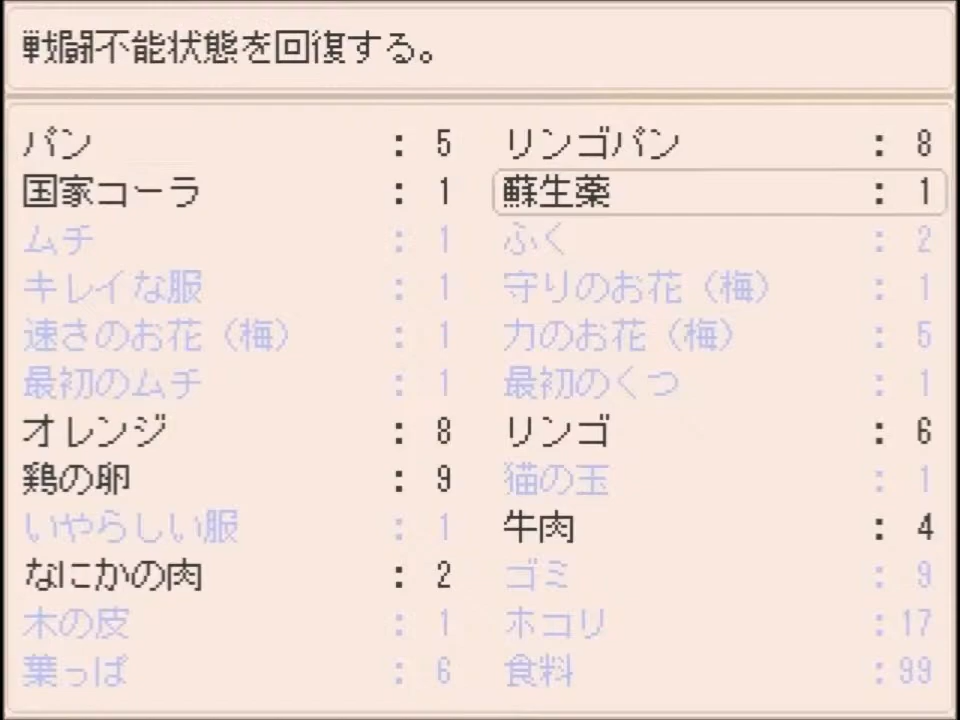 戦闘不能状態を回復する。
パン : 5 リンゴパン : 8
国家コーラ : 1 蘇生薬 : 1
ムチ : 1 ふく : 2
キレイな服 : 1 守りのお花（梅） : 1
速さのお花（梅） : 1 力のお花（梅） : 5
最初のムチ : 1 最初のくつ : 1
オレンジ : 8 リンゴ : 6
鶏の卵 : 9 猫の玉 : 1
いやらしい服 : 1 牛肉 : 4
なにかの肉 : 2 ゴミ : 9
木の皮 : 1 ホコリ : 17
葉っぱ : 6 食料 : 99